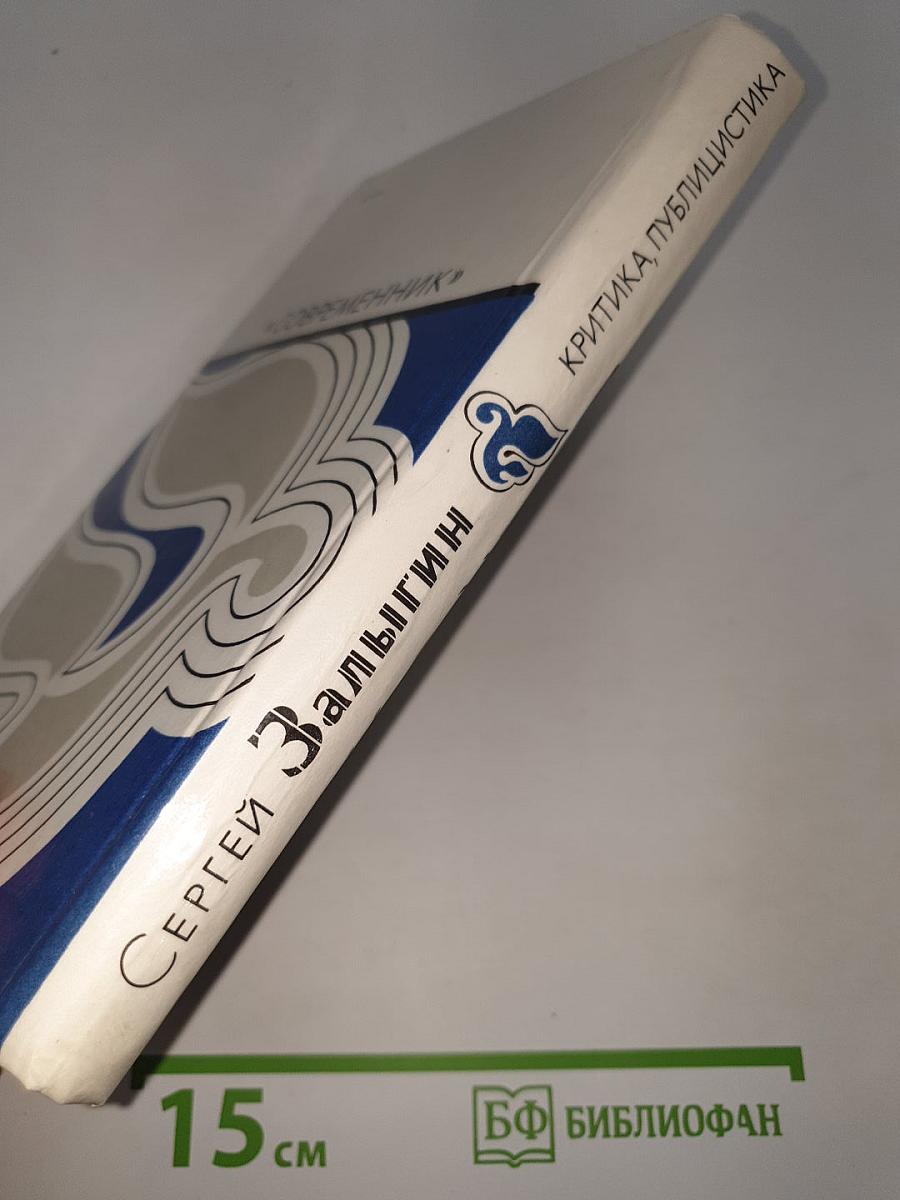 «СОВРЕМЕННИК»
Сергей Залыгин
КРИТИКА, ПУБЛИЦИСТИКА
15 см
БФ БИБЛИОФАН